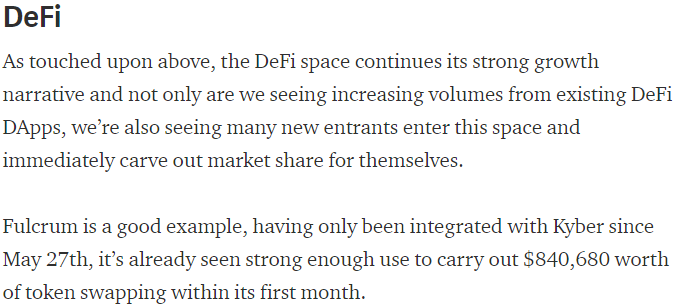 DeFi
As touched upon above, the DeFi space continues its strong growth
narrative and not only are we seeing increasing volumes from existing DeFi
DApps, we’re also seeing many new entrants enter this space and
immediately carve out market share for themselves.
Fulcrum is a good example, having only been integrated with Kyber since
May 27th, it’s already seen strong enough use to carry out $840,680 worth
of token swapping within its first month.